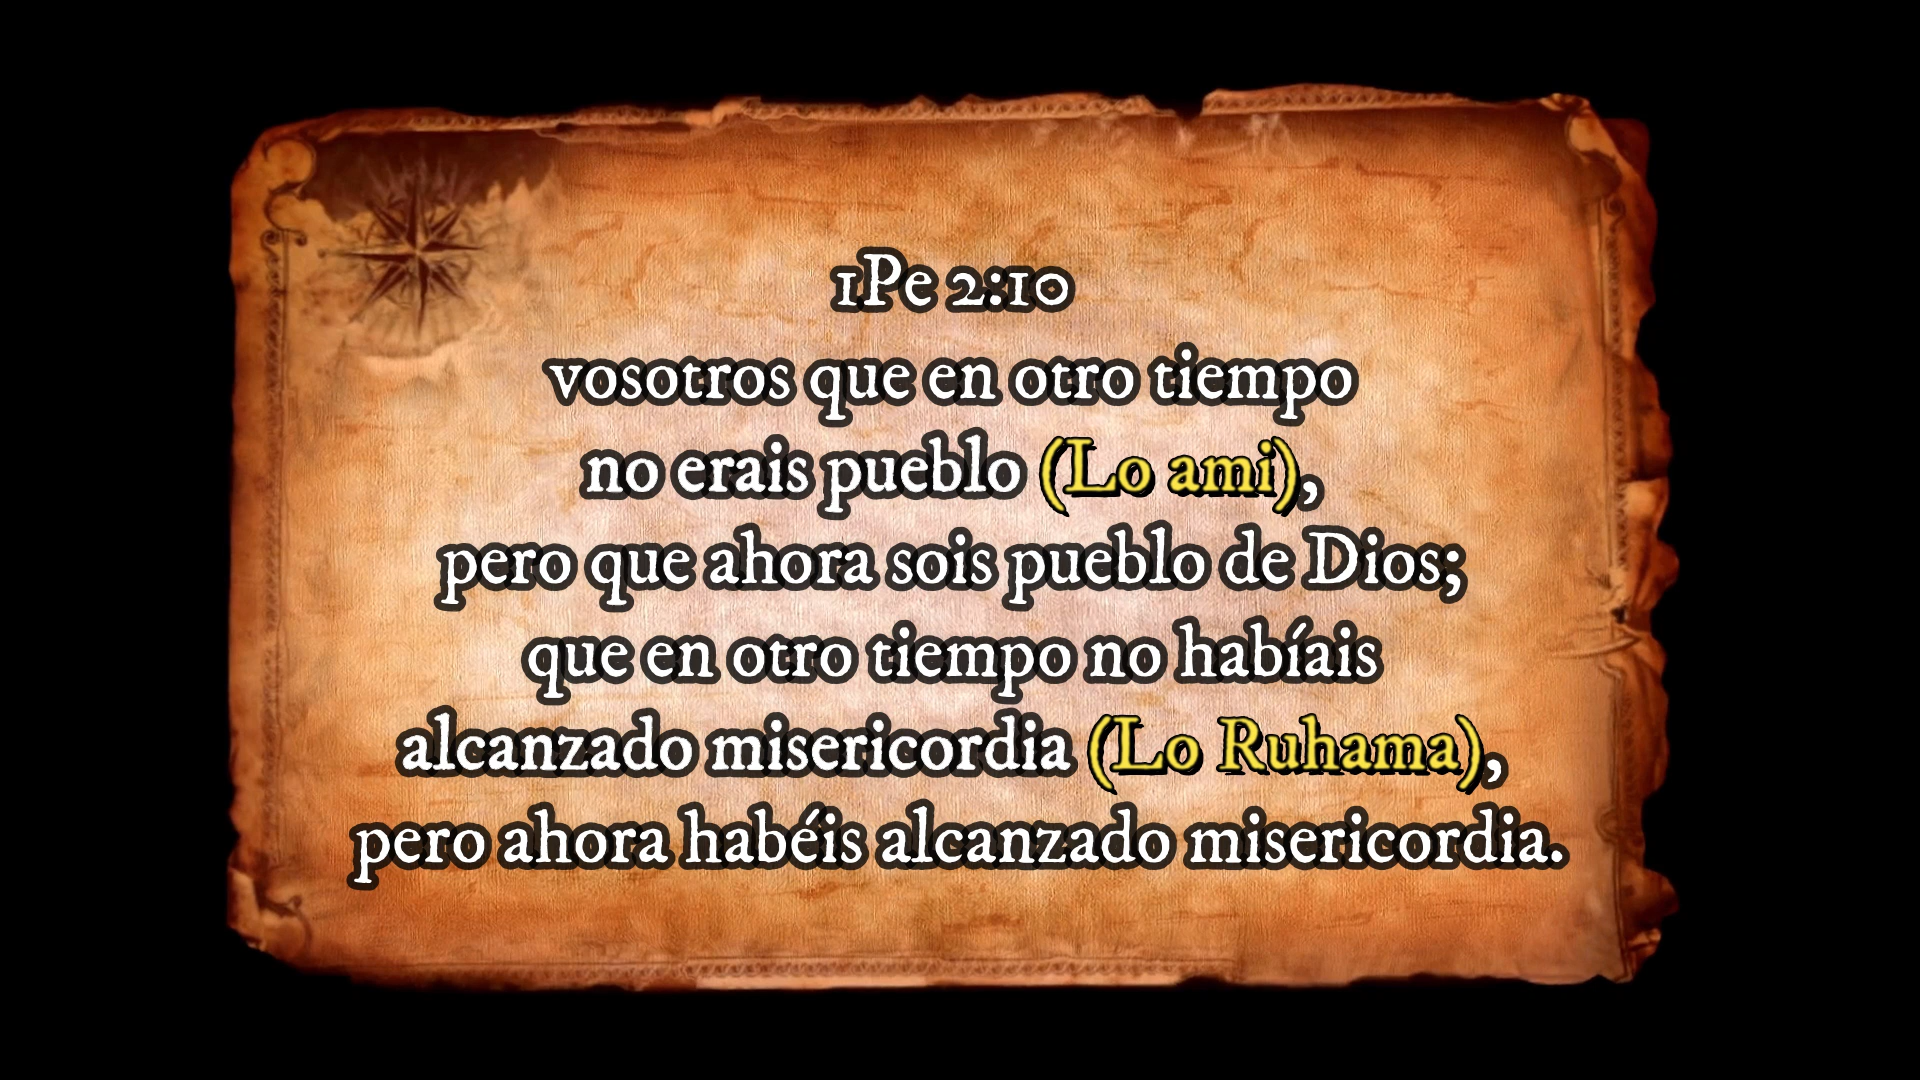 1Pe 2:10
vosotros que en otro tiempo
no erais pueblo (Lo ami),
pero que ahora sois pueblo de Dios;
que en otro tiempo no habíais
alcanzado misericordia (Lo Ruhama),
pero ahora habéis alcanzado misericordia.